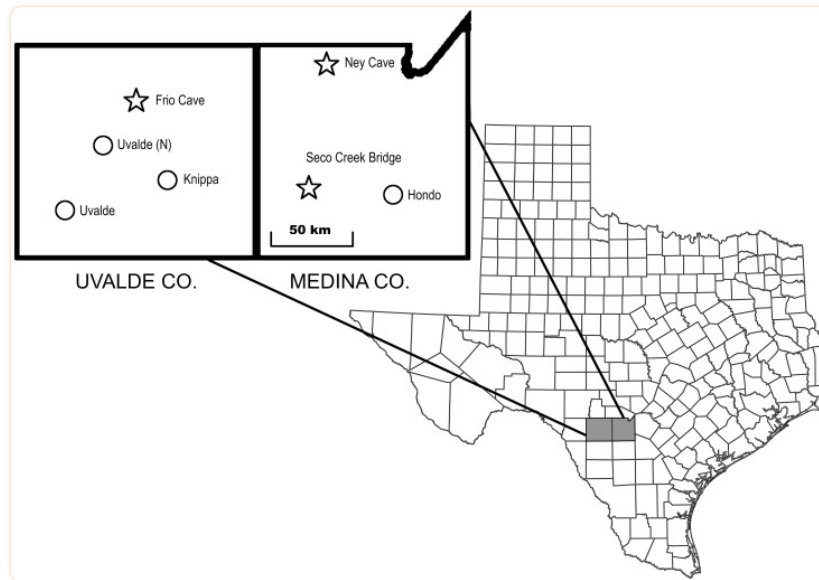 Ney Cave
Frio Cave
Uvalde (N)
Seco Creek Bridge
Knippa
Hondo
Uvalde
50 km
UVALDE CO.
MEDINA CO.